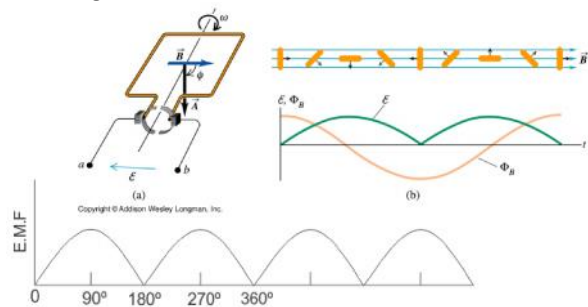 ω
B
φ
A
a
b
ℰ
(a)
B
ℰ, Φ_B
ℰ
t
Φ_B
(b)
Copyright © Addison Wesley Longman, Inc.
E.M.F
0
90º
180º
270º
360º